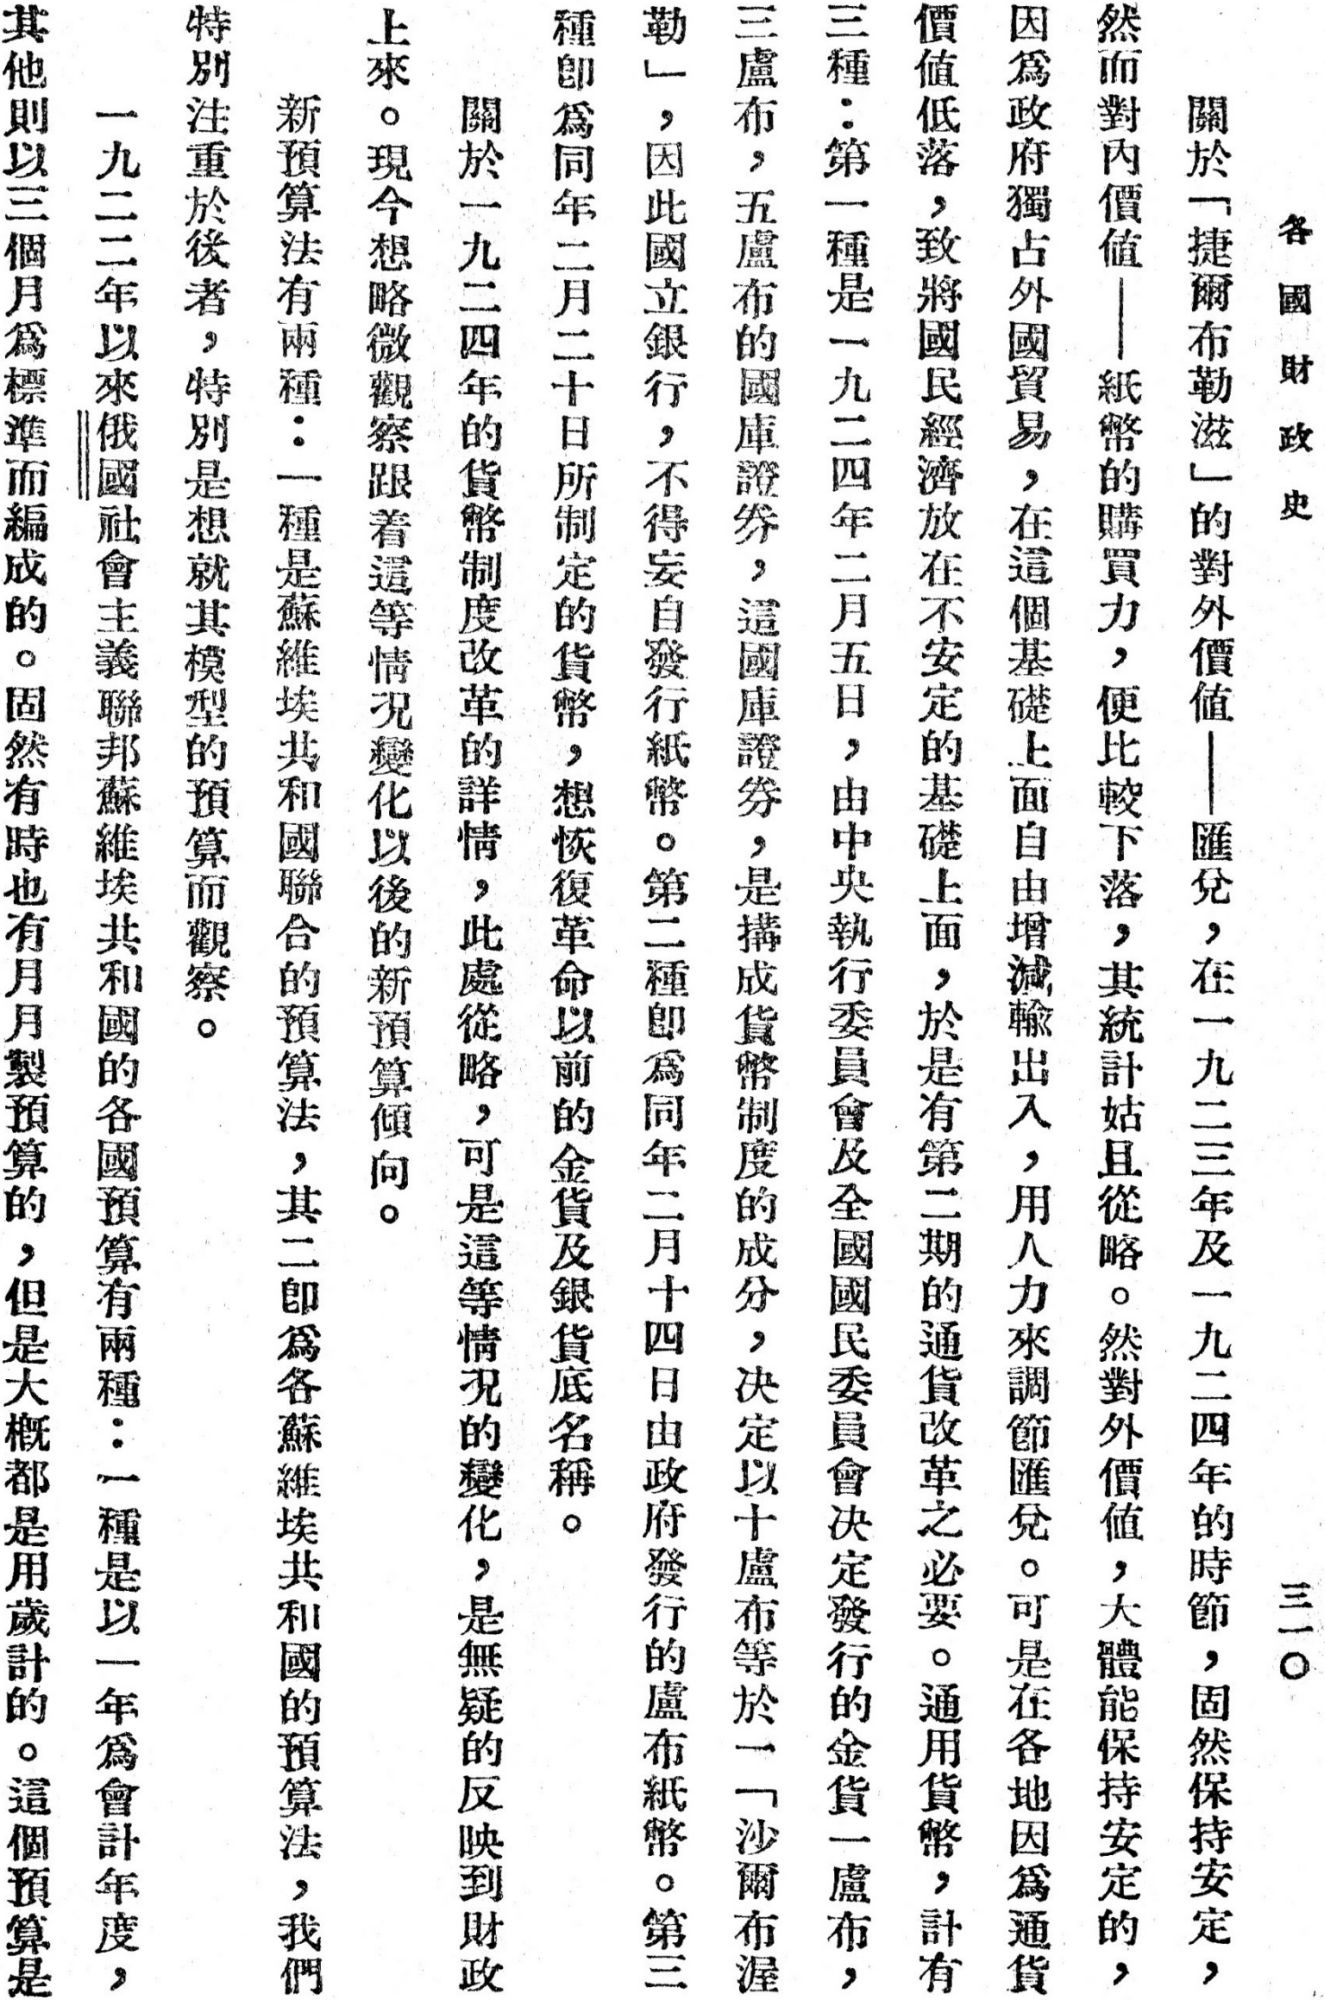 各國財政史
三一〇
關於「捷爾布勒滋」的對外價値——匯兌，在一九二三年及一九二四年的時節，固然保持安定，
然而對內價値——紙幣的購買力，便比較下落，其統計姑且從略。然對外價値，大體能保持安定的，
因爲政府獨占外國貿易，在這個基礎上面自由增減輸出入，用人力來調節匯兌。可是在各地因爲通貨
價値低落，致將國民經濟放在不安定的基礎上面，於是有第二期的通貨改革之必要。通用貨幣，計有
三種：第一種是一九二四年二月五日，由中央執行委員會及全國國民委員會決定發行的金貨一盧布，
三盧布，五盧布的國庫證券，這國庫證券，是搆成貨幣制度的成分，決定以十盧布等於一「沙爾布渥
勒」，因此國立銀行，不得妄自發行紙幣。第二種卽爲同年二月十四日由政府發行的盧布紙幣。第三
種卽爲同年二月二十日所制定的貨幣，想恢復革命以前的金貨及銀貨底名稱。
關於一九二四年的貨幣制度改革的詳情，此處從略，可是這等情况的變化，是無疑的反映到財政
上來。現今想略微觀察跟着這等情况變化以後的新預算傾向。
新預算法有兩種：一種是蘇維埃共和國聯合的預算法，其二卽爲各蘇維埃共和國的預算法，我們
特別注重於後者，特別是想就其模型的預算而觀察。
一九二二年以來俄國社會主義聯邦蘇維埃共和國的各國預算有兩種：一種是以一年爲會計年度，
其他則以三個月爲標準而編成的。固然有時也有月月製預算的，但是大槪都是用歲計的。這個預算是